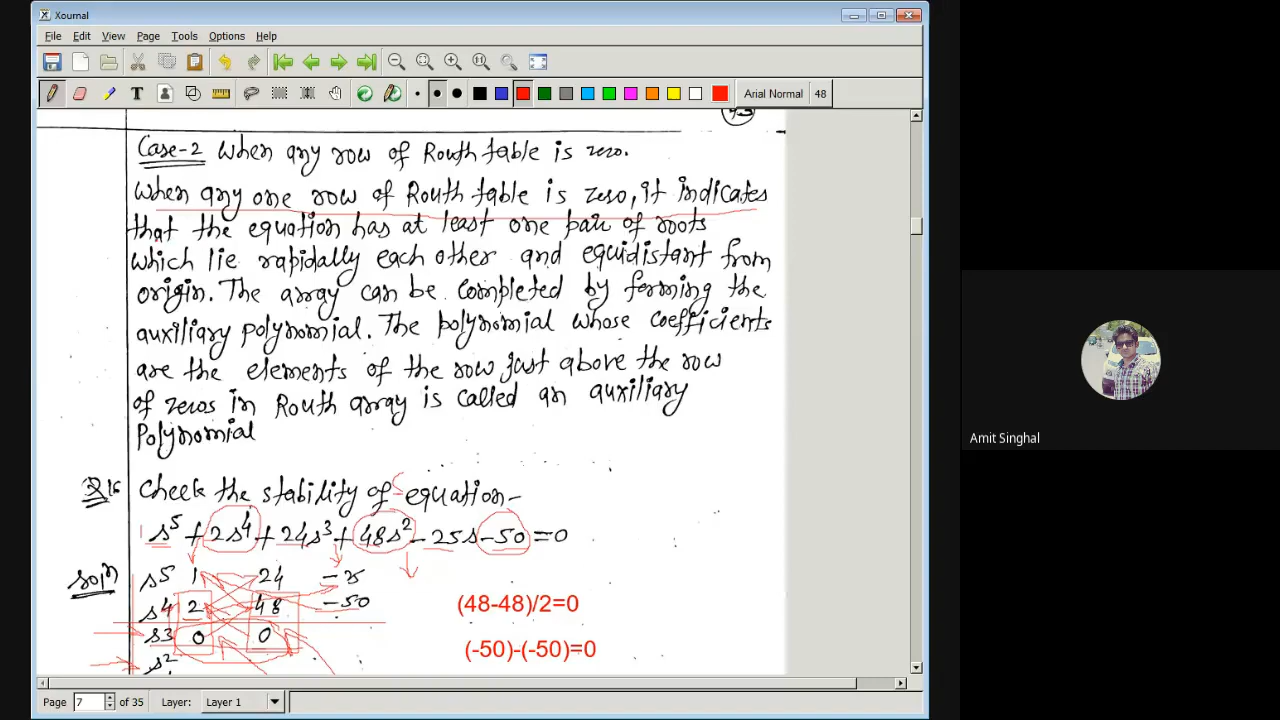 Xournal
File Edit View Page Tools Options Help
Arial Normal 48
43
Case-2 When any row of Routh table is zero.
When any one row of Routh table is zero, it indicates
that the equation has at least one pair of roots
which lie rapidally each other and equidistant from
origin. The array can be completed by forming the
auxiliary polynomial. The polynomial whose coefficients
are the elements of the row just above the row
of zeros in Routh array is called an auxiliary
Polynomial
Amit Singhal
Q 16 Check the stability of equation-
1s⁵ + 2s⁴ + 24s³ + 48s² - 25s - 50 = 0
Soln s⁵ 1 24 -25
s⁴ 2 48 -50
(48-48)/2=0
s3 0 0
(-50)-(-50)=0
s²
Page 7 of 35 Layer: Layer 1